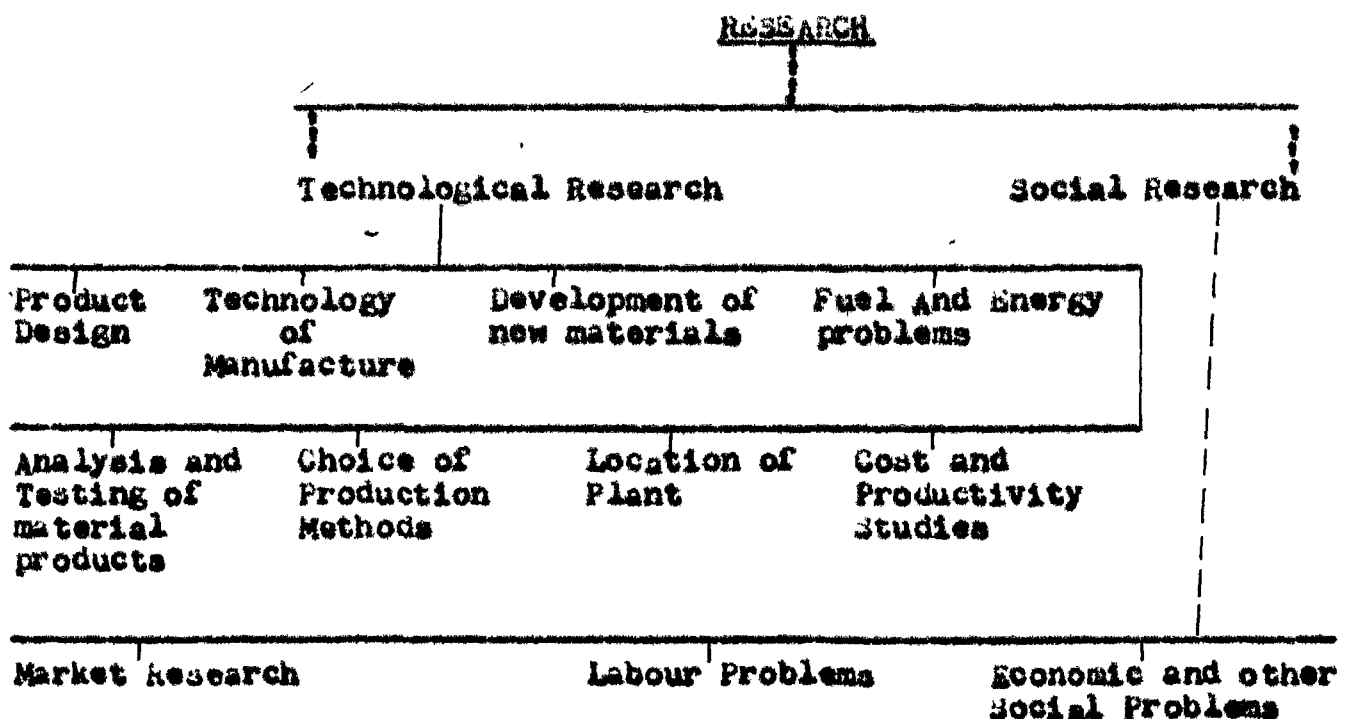 RESEARCH
Technological Research
Social Research
Product Design
Technology of Manufacture
Development of new materials
Fuel And Energy problems
Analysis and Testing of material products
Choice of Production Methods
Location of Plant
Cost and Productivity Studies
Market Research
Labour Problems
Economic and other Social Problems